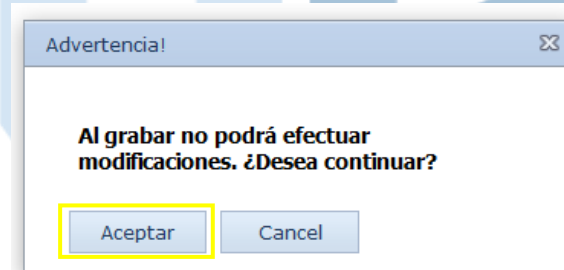 Advertencia!
Al grabar no podrá efectuar
modificaciones. ¿Desea continuar?
Aceptar Cancel